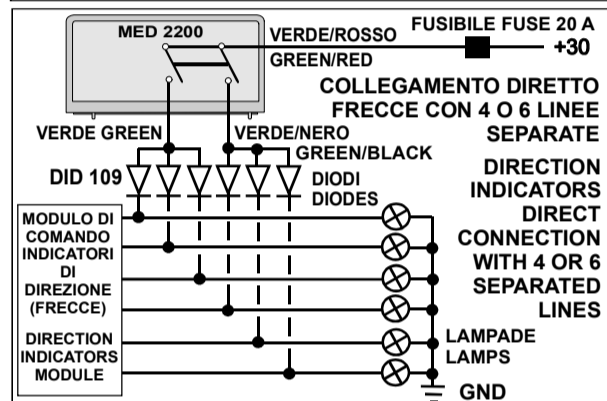 MED 2200
VERDE/ROSSO
GREEN/RED
FUSIBILE FUSE 20 A
+30
COLLEGAMENTO DIRETTO
FRECCE CON 4 O 6 LINEE
SEPARATE
VERDE GREEN
VERDE/NERO
GREEN/BLACK
DID 109
DIODI
DIODES
DIRECTION
INDICATORS
DIRECT
CONNECTION
WITH 4 OR 6
SEPARATED
LINES
MODULO DI
COMANDO
INDICATORI
DI
DIREZIONE
(FRECCE)
DIRECTION
INDICATORS
MODULE
LAMPADE
LAMPS
GND